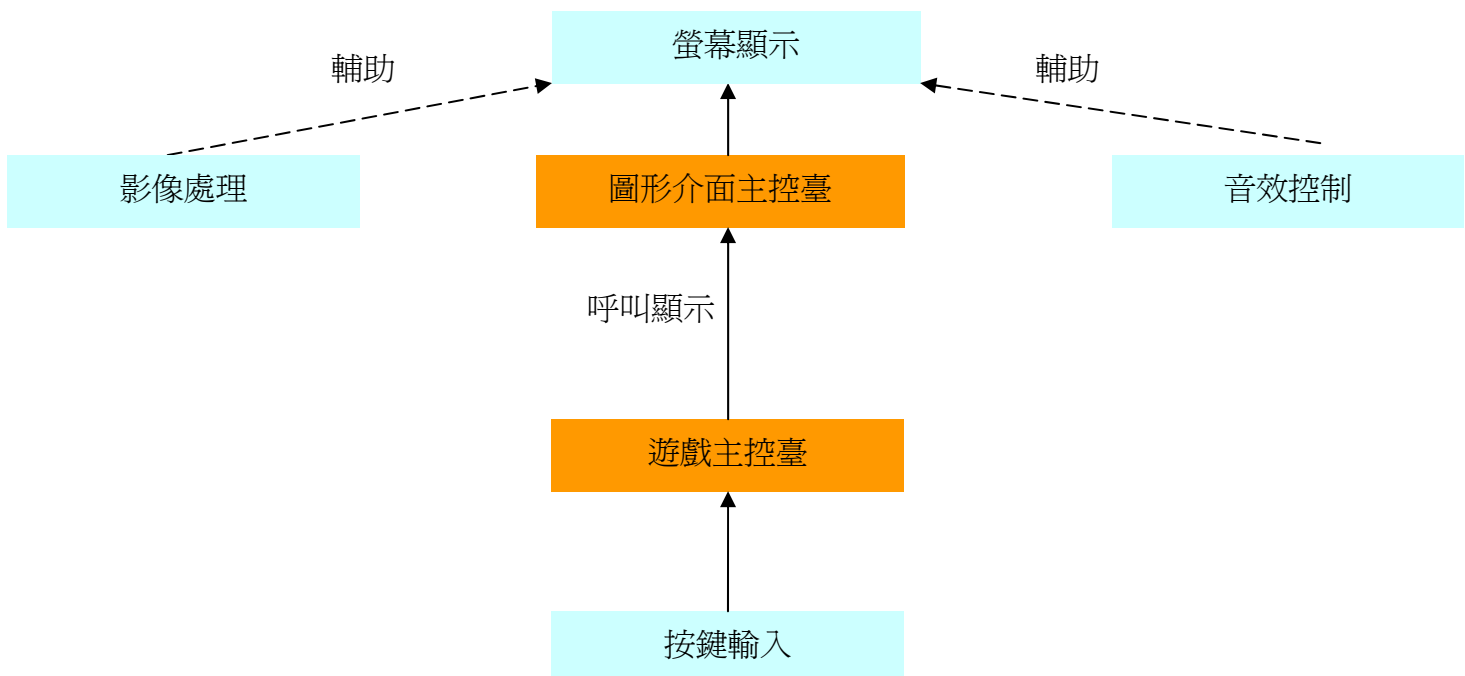 螢幕顯示
輔助
輔助
影像處理
圖形介面主控臺
音效控制
呼叫顯示
遊戲主控臺
按鍵輸入